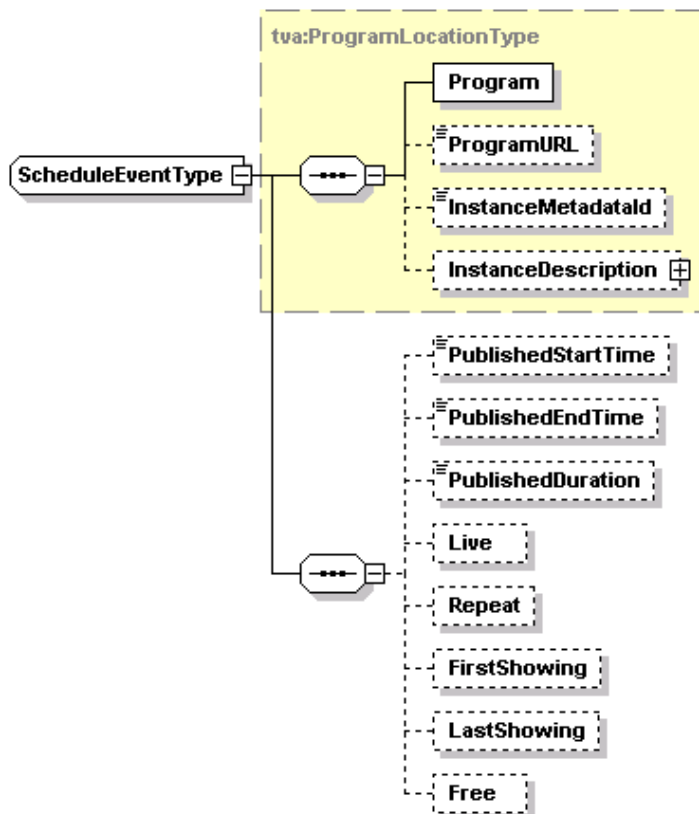 tva:ProgramLocationType
Program
ProgramURL
ScheduleEventType
InstanceMetadataId
InstanceDescription
PublishedStartTime
PublishedEndTime
PublishedDuration
Live
Repeat
FirstShowing
LastShowing
Free